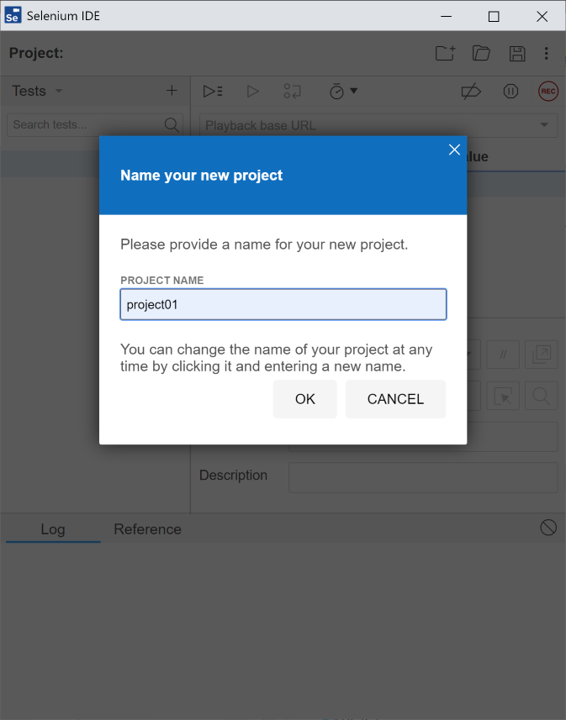 Se Selenium IDE
Project:
Tests
REC
Search tests...
Playback base URL
alue
Name your new project
Please provide a name for your new project.
PROJECT NAME
project01
You can change the name of your project at any
time by clicking it and entering a new name.
//
OK CANCEL
Description
Log Reference